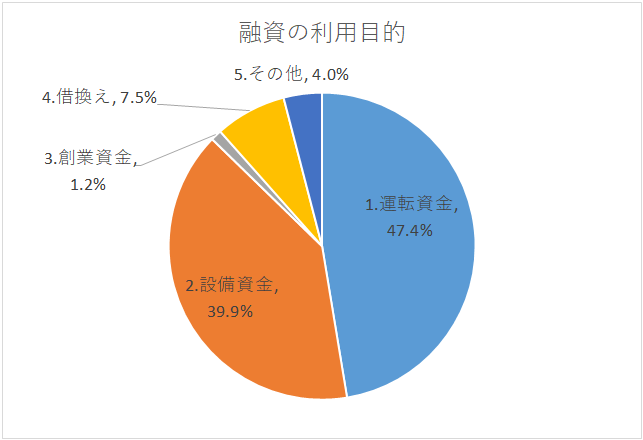 融資の利用目的
5.その他, 4.0%
4.借換え, 7.5%
3.創業資金,
1.2%
1.運転資金,
47.4%
2.設備資金,
39.9%